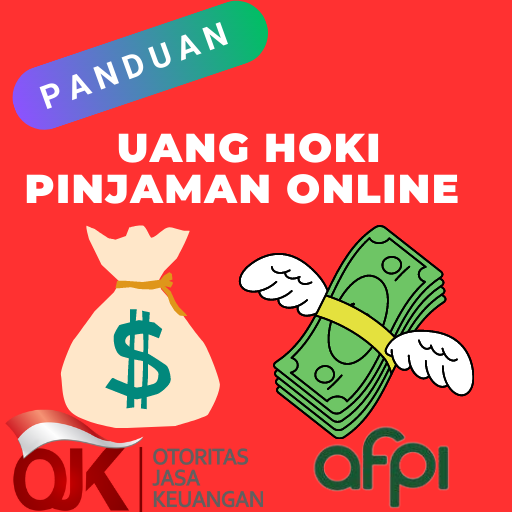 PANDUAN
UANG HOKI
PINJAMAN ONLINE
$
OJK
OTORITAS
JASA
KEUANGAN
afpi